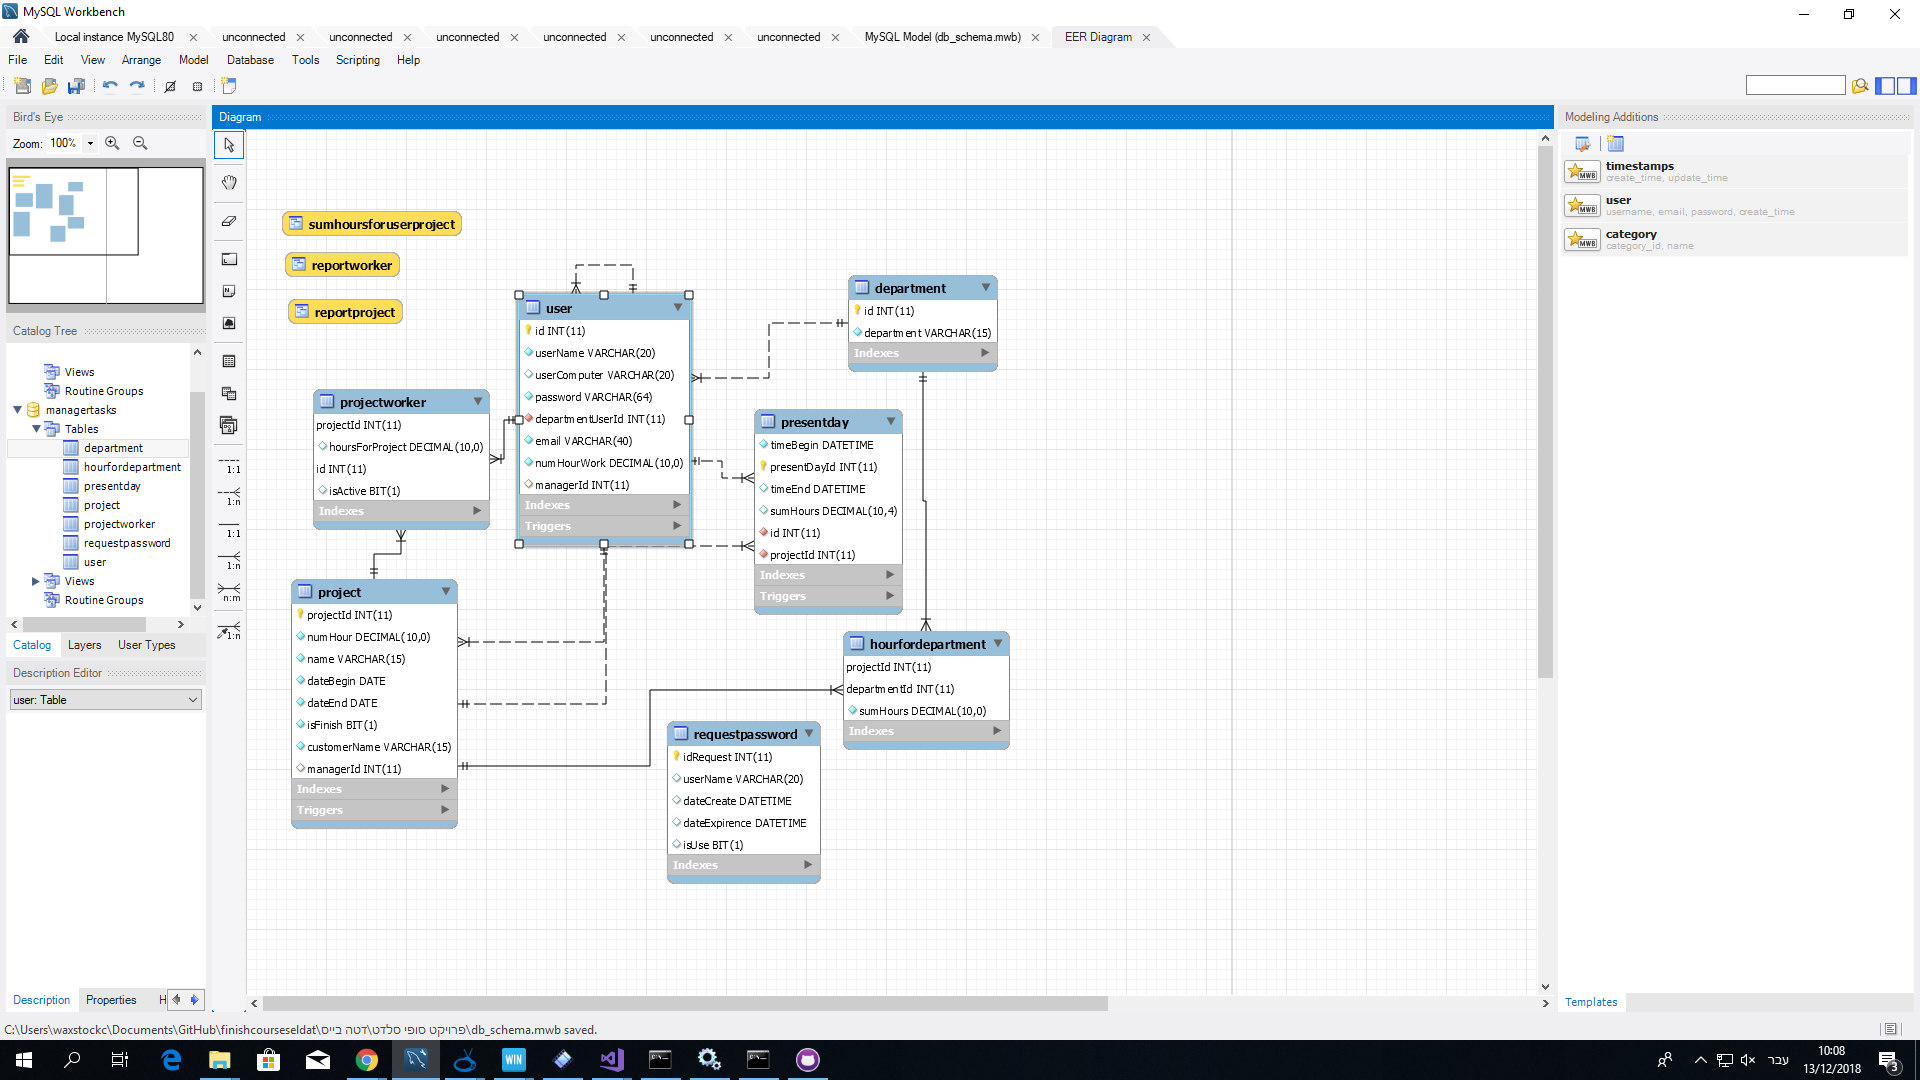 MySQL Workbench
Local instance MySQL80
unconnected
unconnected
unconnected
unconnected
unconnected
unconnected
MySQL Model (db_schema.mwb)
EER Diagram
File Edit View Arrange Model Database Tools Scripting Help
Bird's Eye
Zoom: 100%
Catalog Tree
Views
Routine Groups
managertasks
Tables
department
hourfordepartment
presentday
project
projectworker
requestpassword
user
Views
Routine Groups
Catalog Layers User Types
Description Editor
user: Table
Description Properties H
Diagram
1:1
1:n
1:1
1:n
n:m
1:n
sumhoursforuserproject
reportworker
reportproject
projectworker
projectId INT(11)
hoursForProject DECIMAL(10,0)
id INT(11)
isActive BIT(1)
Indexes
user
id INT(11)
userName VARCHAR(20)
userComputer VARCHAR(20)
password VARCHAR(64)
departmentUserId INT(11)
email VARCHAR(40)
numHourWork DECIMAL(10,0)
managerId INT(11)
Indexes
Triggers
department
id INT(11)
department VARCHAR(15)
Indexes
presentday
timeBegin DATETIME
presentDayId INT(11)
timeEnd DATETIME
sumHours DECIMAL(10,4)
id INT(11)
projectId INT(11)
Indexes
Triggers
project
projectId INT(11)
numHour DECIMAL(10,0)
name VARCHAR(15)
dateBegin DATE
dateEnd DATE
isFinish BIT(1)
customerName VARCHAR(15)
managerId INT(11)
Indexes
Triggers
hourfordepartment
projectId INT(11)
departmentId INT(11)
sumHours DECIMAL(10,0)
Indexes
requestpassword
idRequest INT(11)
userName VARCHAR(20)
dateCreate DATETIME
dateExpirence DATETIME
isUse BIT(1)
Indexes
Modeling Additions
timestamps
create_time, update_time
user
username, email, password, create_time
category
category_id, name
MWB
MWB
MWB
Templates
C:\Users\waxstockc\Documents\GitHub\finishcourseseldat\פרויקט סופי סלדט\דטה בייס\db_schema.mwb saved.
WIN
עבר
10:08
13/12/2018
3